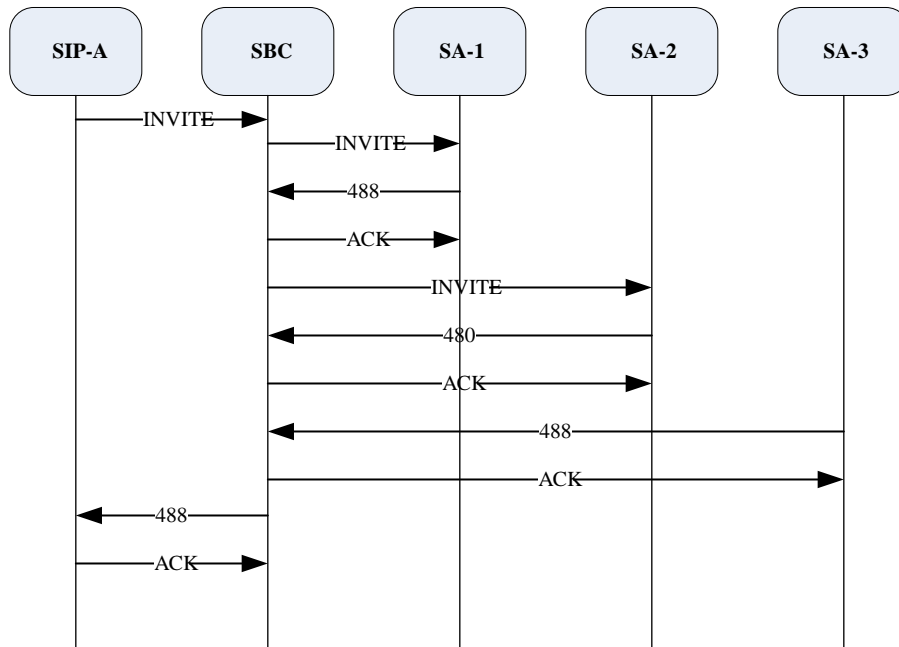 SIP-A
SBC
SA-1
SA-2
SA-3
INVITE
INVITE
488
ACK
INVITE
480
ACK
488
ACK
488
ACK